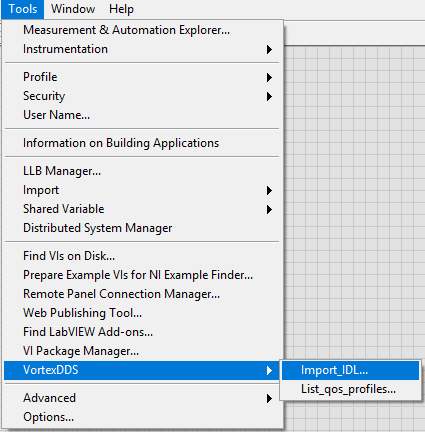 Tools Window Help
Measurement & Automation Explorer...
Instrumentation
Profile
Security
User Name...
Information on Building Applications
LLB Manager...
Import
Shared Variable
Distributed System Manager
Find VIs on Disk...
Prepare Example VIs for NI Example Finder...
Remote Panel Connection Manager...
Web Publishing Tool...
Find LabVIEW Add-ons...
VI Package Manager...
VortexDDS
Import_IDL...
List_qos_profiles...
Advanced
Options...